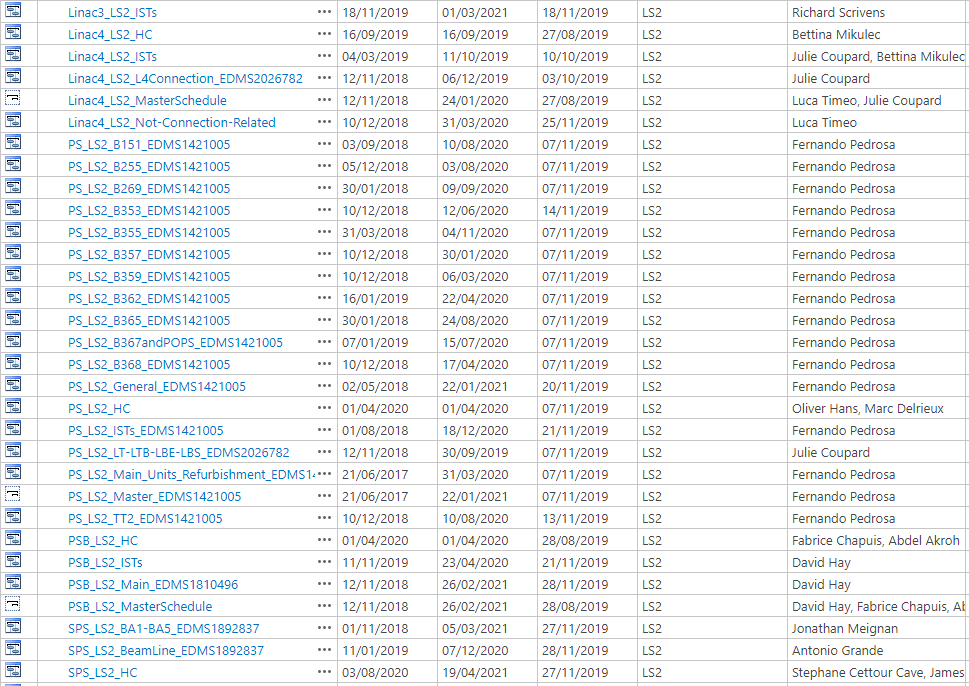 Linac3_LS2_ISTs ••• 18/11/2019 01/03/2021 18/11/2019 LS2 Richard Scrivens
Linac4_LS2_HC ••• 16/09/2019 16/09/2019 27/08/2019 LS2 Bettina Mikulec
Linac4_LS2_ISTs ••• 04/03/2019 11/10/2019 10/10/2019 LS2 Julie Coupard, Bettina Mikulec
Linac4_LS2_L4Connection_EDMS2026782 ••• 12/11/2018 06/12/2019 03/10/2019 LS2 Julie Coupard
Linac4_LS2_MasterSchedule ••• 12/11/2018 24/01/2020 27/08/2019 LS2 Luca Timeo, Julie Coupard
Linac4_LS2_Not-Connection-Related ••• 10/12/2018 31/03/2020 25/11/2019 LS2 Luca Timeo
PS_LS2_B151_EDMS1421005 ••• 03/09/2018 10/08/2020 07/11/2019 LS2 Fernando Pedrosa
PS_LS2_B255_EDMS1421005 ••• 05/12/2018 03/08/2020 07/11/2019 LS2 Fernando Pedrosa
PS_LS2_B269_EDMS1421005 ••• 30/01/2018 09/09/2020 07/11/2019 LS2 Fernando Pedrosa
PS_LS2_B353_EDMS1421005 ••• 10/12/2018 12/06/2020 14/11/2019 LS2 Fernando Pedrosa
PS_LS2_B355_EDMS1421005 ••• 31/03/2018 04/11/2020 07/11/2019 LS2 Fernando Pedrosa
PS_LS2_B357_EDMS1421005 ••• 10/12/2018 30/01/2020 07/11/2019 LS2 Fernando Pedrosa
PS_LS2_B359_EDMS1421005 ••• 10/12/2018 06/03/2020 07/11/2019 LS2 Fernando Pedrosa
PS_LS2_B362_EDMS1421005 ••• 16/01/2019 22/04/2020 07/11/2019 LS2 Fernando Pedrosa
PS_LS2_B365_EDMS1421005 ••• 30/01/2018 24/08/2020 07/11/2019 LS2 Fernando Pedrosa
PS_LS2_B367andPOPS_EDMS1421005 ••• 07/01/2019 15/07/2020 07/11/2019 LS2 Fernando Pedrosa
PS_LS2_B368_EDMS1421005 ••• 10/12/2018 17/04/2020 07/11/2019 LS2 Fernando Pedrosa
PS_LS2_General_EDMS1421005 ••• 02/05/2018 22/01/2021 20/11/2019 LS2 Fernando Pedrosa
PS_LS2_HC ••• 01/04/2020 01/04/2020 07/11/2019 LS2 Oliver Hans, Marc Delrieux
PS_LS2_ISTs_EDMS1421005 ••• 01/08/2018 18/12/2020 21/11/2019 LS2 Fernando Pedrosa
PS_LS2_LT-LTB-LBE-LBS_EDMS2026782 ••• 12/11/2018 30/09/2019 07/11/2019 LS2 Julie Coupard
PS_LS2_Main_Units_Refurbishment_EDMS1 ••• 21/06/2017 31/03/2020 07/11/2019 LS2 Fernando Pedrosa
PS_LS2_Master_EDMS1421005 ••• 21/06/2017 22/01/2021 07/11/2019 LS2 Fernando Pedrosa
PS_LS2_TT2_EDMS1421005 ••• 10/12/2018 10/08/2020 13/11/2019 LS2 Fernando Pedrosa
PSB_LS2_HC ••• 01/04/2020 01/04/2020 28/08/2019 LS2 Fabrice Chapuis, Abdel Akroh
PSB_LS2_ISTs ••• 11/11/2019 23/04/2020 21/11/2019 LS2 David Hay
PSB_LS2_Main_EDMS1810496 ••• 12/11/2018 26/02/2021 28/11/2019 LS2 David Hay
PSB_LS2_MasterSchedule ••• 12/11/2018 26/02/2021 28/08/2019 LS2 David Hay, Fabrice Chapuis,
SPS_LS2_BA1-BA5_EDMS1892837 ••• 01/11/2018 05/03/2021 27/11/2019 LS2 Jonathan Meignan
SPS_LS2_BeamLine_EDMS1892837 ••• 11/01/2019 07/12/2020 28/11/2019 LS2 Antonio Grande
SPS_LS2_HC ••• 03/08/2020 19/04/2021 27/11/2019 LS2 Stephane Cettour Cave, James